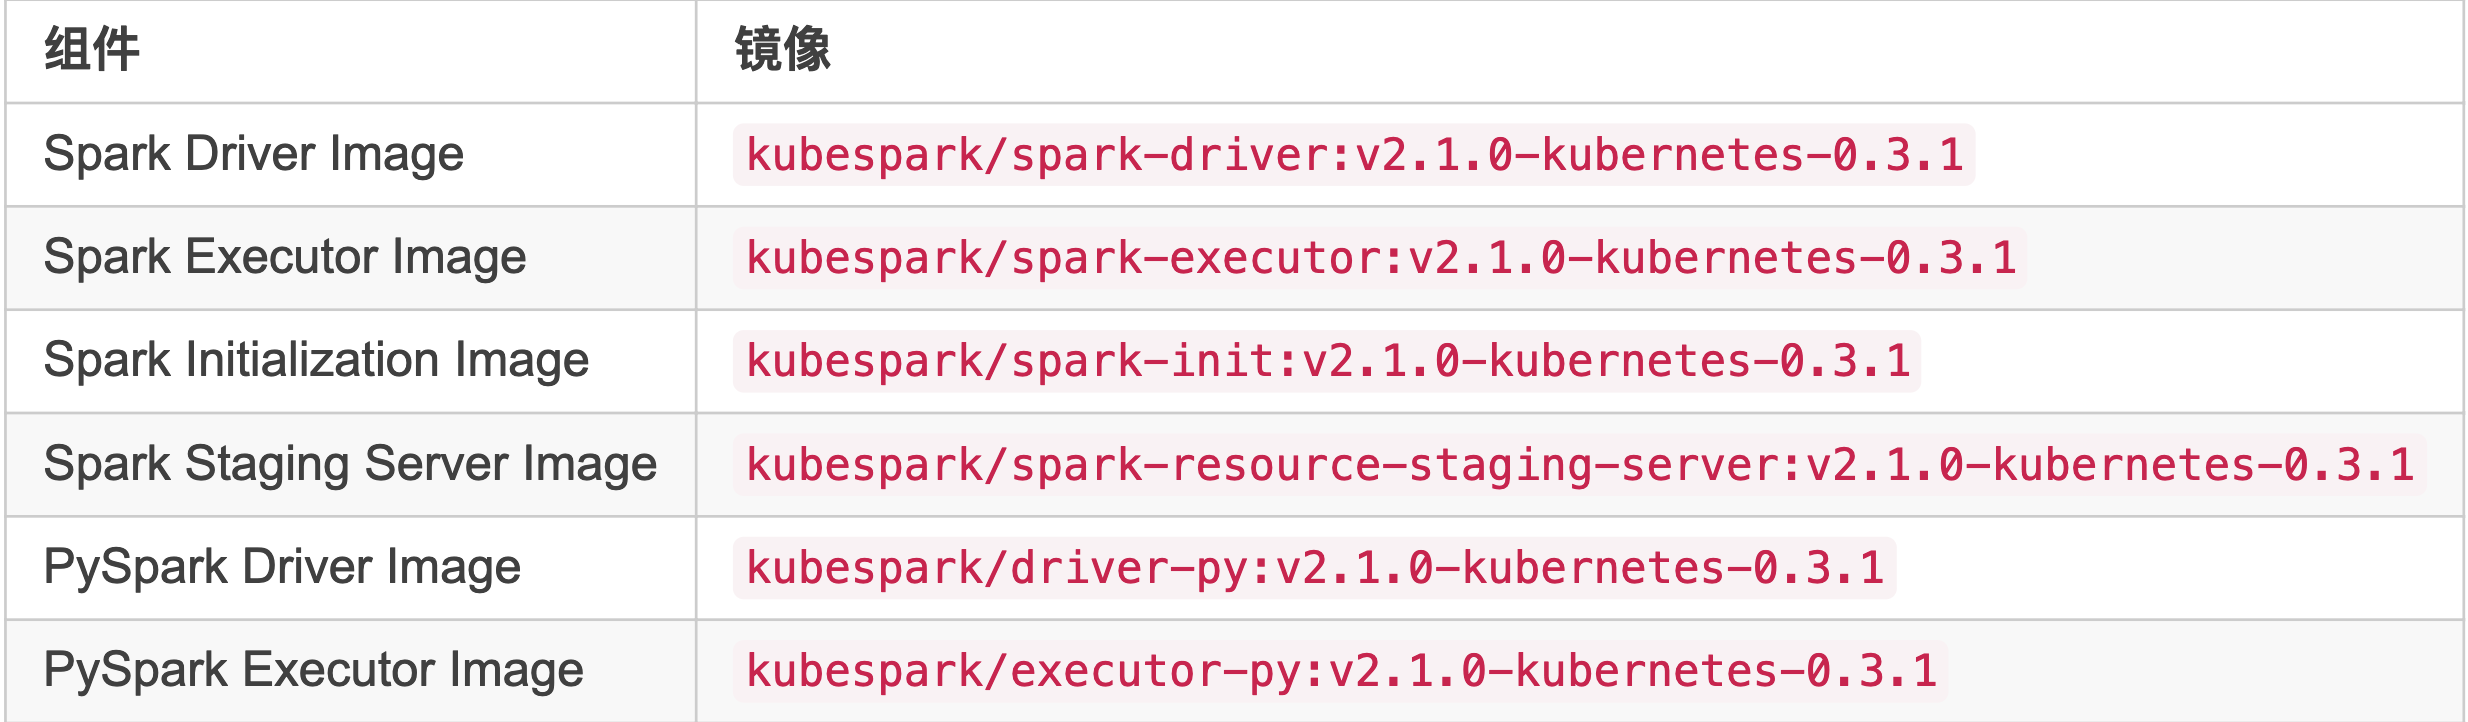 组件 镜像
Spark Driver Image kubespark/spark-driver:v2.1.0-kubernetes-0.3.1
Spark Executor Image kubespark/spark-executor:v2.1.0-kubernetes-0.3.1
Spark Initialization Image kubespark/spark-init:v2.1.0-kubernetes-0.3.1
Spark Staging Server Image kubespark/spark-resource-staging-server:v2.1.0-kubernetes-0.3.1
PySpark Driver Image kubespark/driver-py:v2.1.0-kubernetes-0.3.1
PySpark Executor Image kubespark/executor-py:v2.1.0-kubernetes-0.3.1